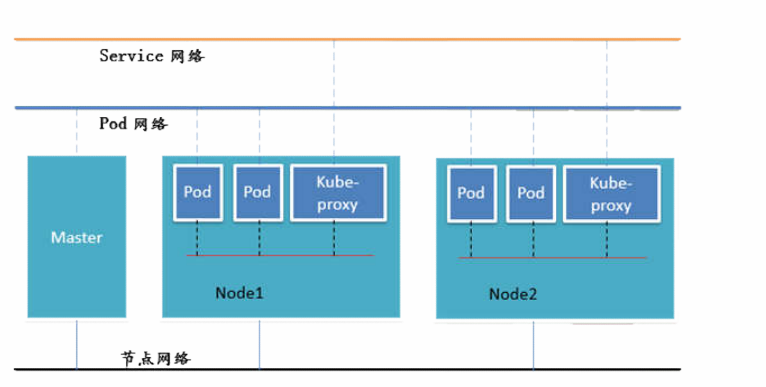 Service 网络
Pod 网络
Master
Pod
Pod
Kube-
proxy
Node1
Pod
Pod
Kube-
proxy
Node2
节点网络